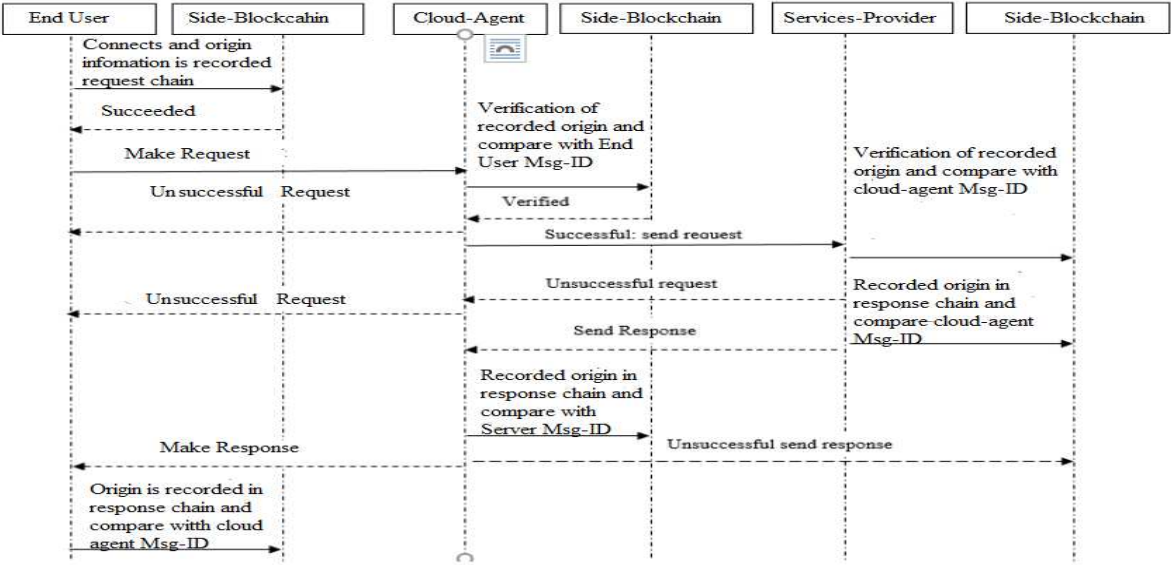 End User
Side-Blockcahin
Cloud-Agent
Side-Blockchain
Services-Provider
Side-Blockchain
Connects and origin
infomation is recorded
request chain
Succeeded
Make Request
Verification of
recorded origin and
compare with End
User Msg-ID
Verification of recorded
origin and compare with
cloud-agent Msg-ID
Unsuccessful Request
Verified
Successful: send request
Unsuccessful request
Unsuccessful Request
Recorded origin in
response chain and
compare cloud-agent
Msg-ID
Send Response
Recorded origin in
response chain and
compare with
Server Msg-ID
Make Response
Unsuccessful send response
Origin is recorded in
response chain and
compare witth cloud
agent Msg-ID